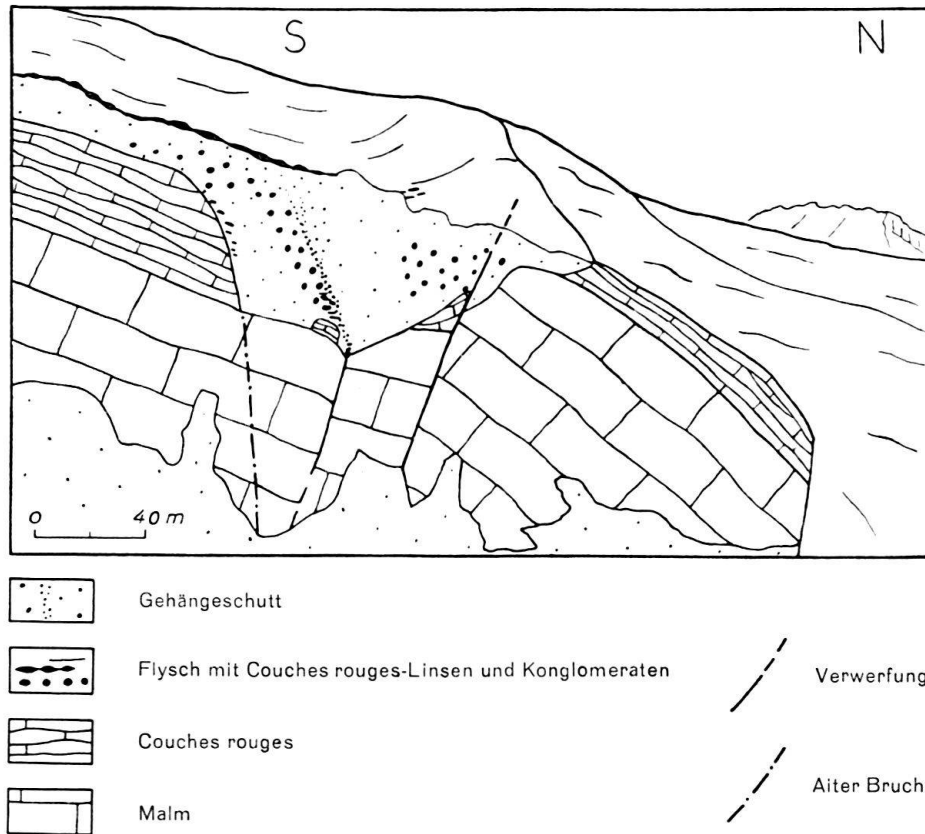 S N
0 40 m
Gehängeschutt
Flysch mit Couches rouges-Linsen und Konglomeraten
Couches rouges
Malm
Verwerfung
Aiter Bruch